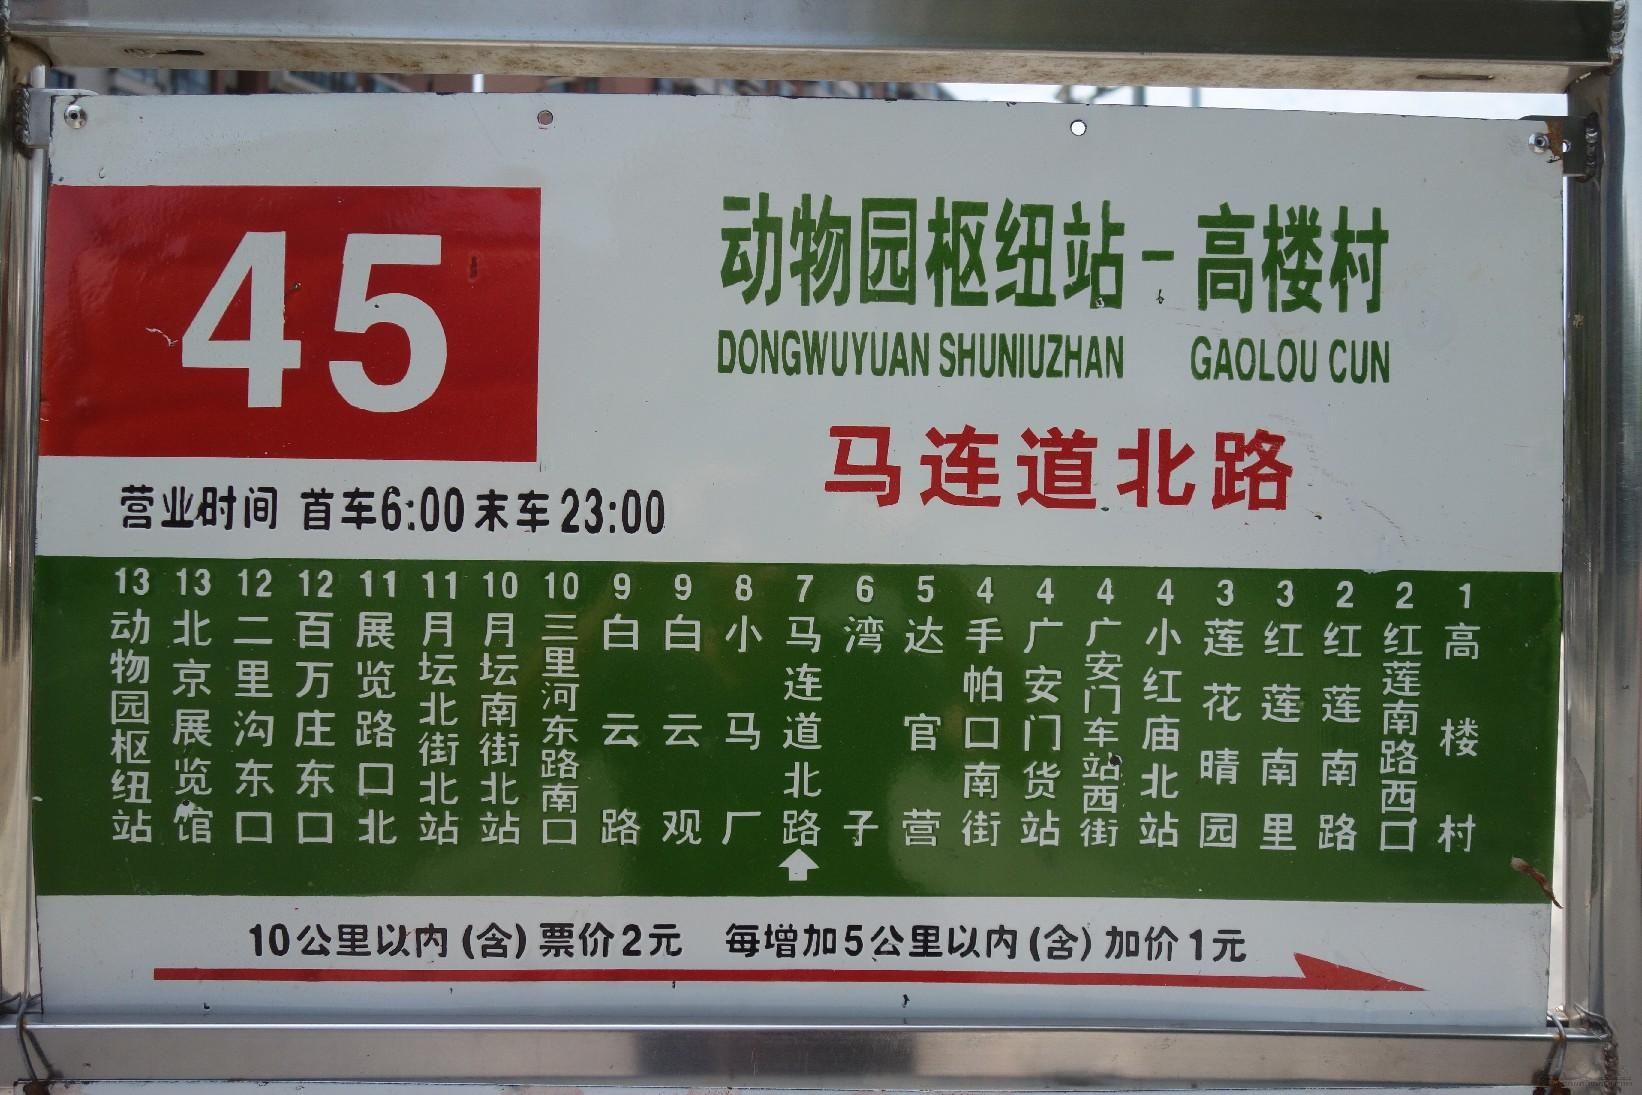 45
动物园枢纽站-高楼村
DONGWUYUAN SHUNIUZHAN GAOLOU CUN
马连道北路
营业时间 首车6:00末车23:00
13 动物园枢纽站
13 北京展览馆
12 二里沟东口
12 百万庄东口
11 展览路口北
11 月坛北街北站
10 月坛南街北站
10 三里河东路南口
9 白云路
9 白云观
8 小马厂
7 马连道北路
6 湾子
5 达官营
4 手帕口南街
4 广安门货站
4 广安门车站西街
4 小红庙北站
3 莲花晴园
3 红莲南里
2 红莲南路
2 红莲南路西口
1 高楼村
10公里以内(含)票价2元 每增加5公里以内(含)加价1元